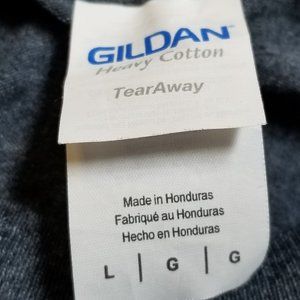 GILDAN
Heavy Cotton
TearAway
Made in Honduras
Fabriqué au Honduras
Hecho en Honduras
L | G | G